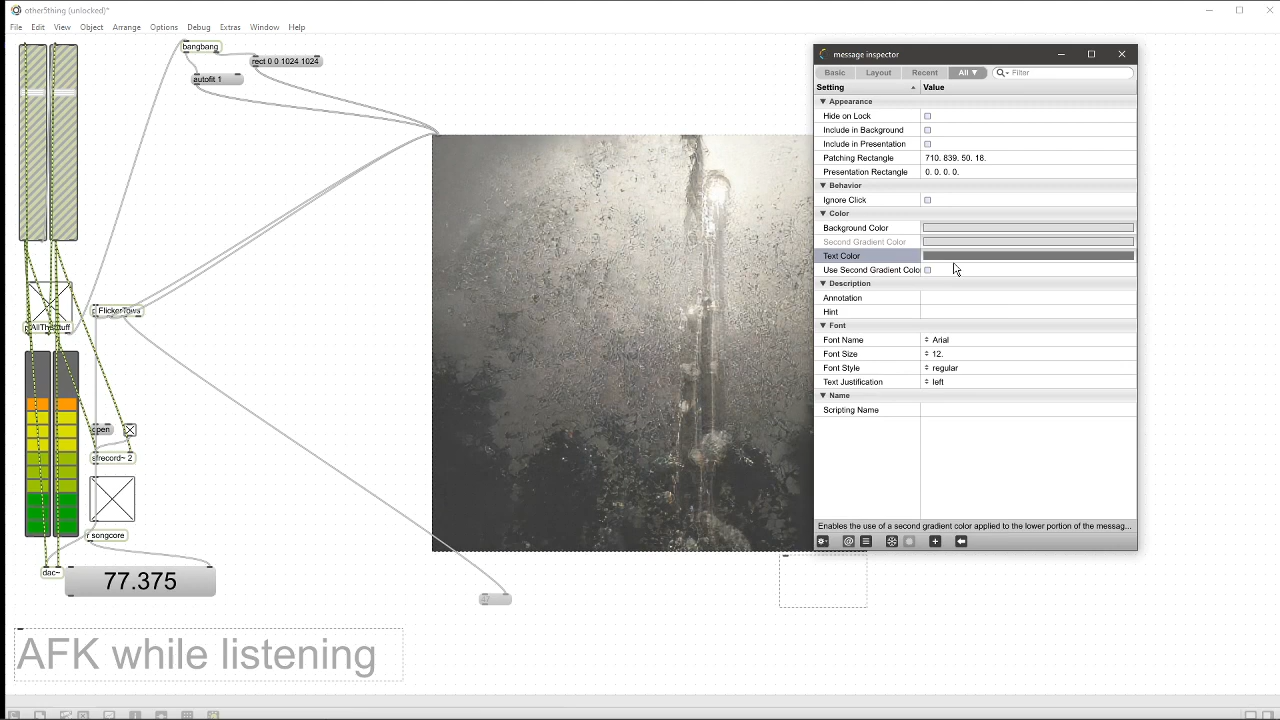 other5thing (unlocked)*
File Edit View Object Arrange Options Debug Extras Window Help
bangbang
rect 0 0 1024 1024
autofit 1
p FlickerTown
p AllTheStuff
open
sfrecord~ 2
r songcore
dac~
77.375
47
AFK while listening
message inspector
Basic Layout Recent All ▼ Filter
Setting Value
Appearance
Hide on Lock
Include in Background
Include in Presentation
Patching Rectangle 710. 839. 50. 18.
Presentation Rectangle 0. 0. 0. 0.
Behavior
Ignore Click
Color
Background Color
Second Gradient Color
Text Color
Use Second Gradient Colo
Description
Annotation
Hint
Font
Font Name Arial
Font Size 12.
Font Style regular
Text Justification left
Name
Scripting Name
Enables the use of a second gradient color applied to the lower portion of the messag...